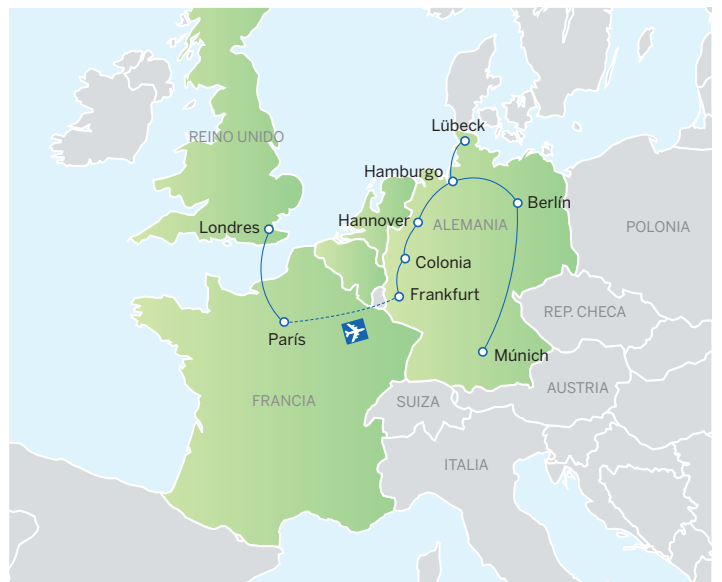 Lübeck
REINO UNIDO
Hamburgo
Berlín
Hannover
ALEMANIA
Londres
POLONIA
Colonia
Frankfurt
REP. CHECA
París
Múnich
AUSTRIA
FRANCIA
SUIZA
ITALIA